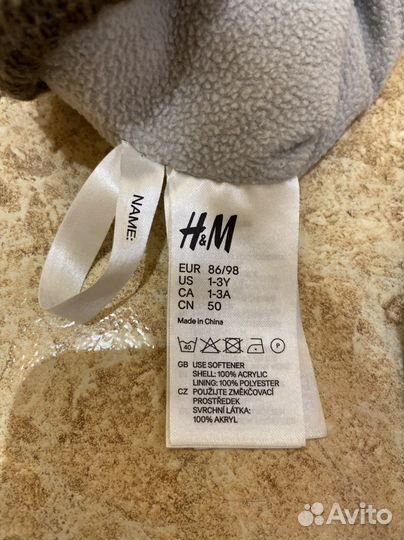 NAME:
H&M
EUR 86/98
US 1-3Y
CA 1-3A
CN 50
Made in China
40 P
GB USE SOFTENER
SHELL: 100% ACRYLIC
LINING: 100% POLYESTER
CZ POUŽIJTE ZMĚKČOVACÍ
PROSTŘEDEK
SVRCHNÍ LÁTKA:
100% AKRYL
Avito